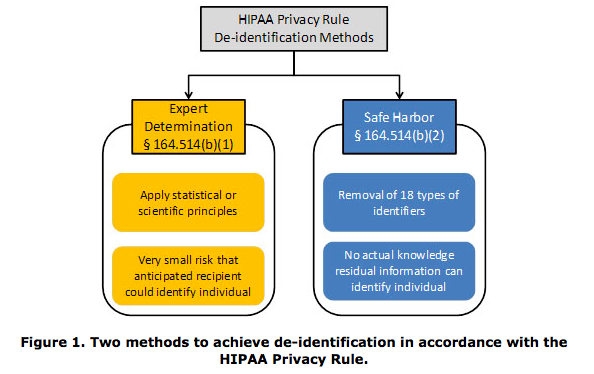 HIPAA Privacy Rule
De-identification Methods
Expert
Determination
§ 164.514(b)(1)
Apply statistical or
scientific principles
Very small risk that
anticipated recipient
could identify individual
Safe Harbor
§ 164.514(b)(2)
Removal of 18 types of
identifiers
No actual knowledge
residual information can
identify individual
Figure 1. Two methods to achieve de-identification in accordance with the
HIPAA Privacy Rule.